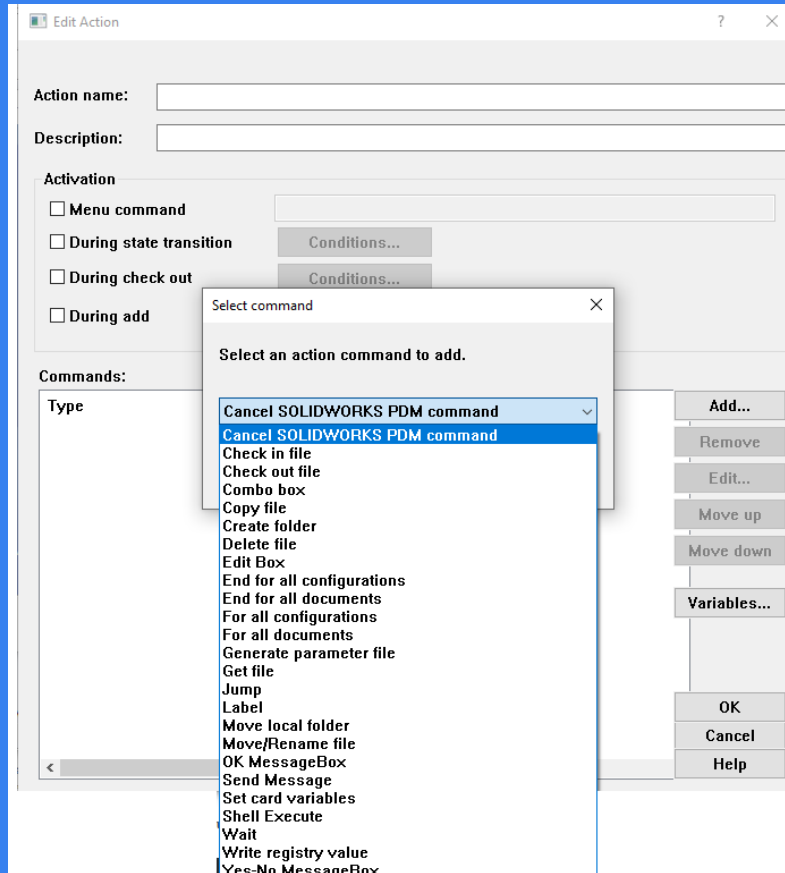 Edit Action
?
Action name:
Description:
Activation
Menu command
During state transition
Conditions...
During check out
Conditions...
During add
Select command
Select an action command to add.
Cancel SOLIDWORKS PDM command
Cancel SOLIDWORKS PDM command
Check in file
Check out file
Combo box
Copy file
Create folder
Delete file
Edit Box
End for all configurations
End for all documents
For all configurations
For all documents
Generate parameter file
Get file
Jump
Label
Move local folder
Move/Rename file
OK MessageBox
Send Message
Set card variables
Shell Execute
Wait
Write registry value
Yes-No MessageBox
Commands:
Type
Add...
Remove
Edit...
Move up
Move down
Variables...
OK
Cancel
Help